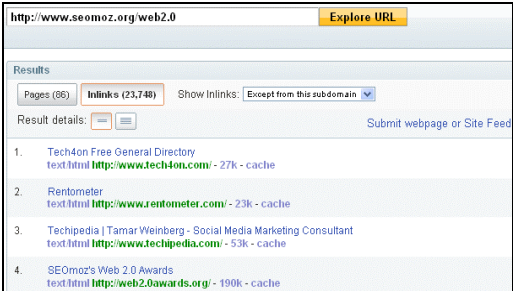 http://www.seomoz.org/web2.0 Explore URL
Results
Pages (86) Inlinks (23,748) Show Inlinks: Except from this subdomain
Result details: Submit webpage or Site Feed
1. Tech4on Free General Directory
text/html http://www.tech4on.com/ - 27k - cache
2. Rentometer
text/html http://www.rentometer.com/ - 23k - cache
3. Techipedia | Tamar Weinberg - Social Media Marketing Consultant
text/html http://www.techipedia.com/ - 53k - cache
4. SEOmoz's Web 2.0 Awards
text/html http://web2.0awards.org/ - 190k - cache